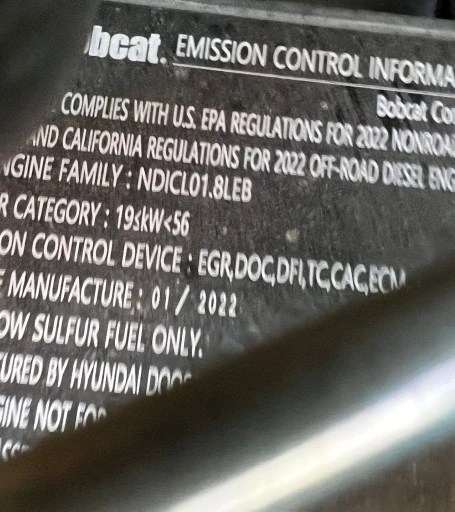 bcat. EMISSION CONTROL INFORMA
Bobcat Co
COMPLIES WITH U.S. EPA REGULATIONS FOR 2022 NONROA
AND CALIFORNIA REGULATIONS FOR 2022 OFF-ROAD DIESEL ENG
NGINE FAMILY : NDICL01.8LEB
R CATEGORY : 19≤kW<56
ON CONTROL DEVICE : EGR,DOC,DFI,TC,CAC,ECM
E MANUFACTURE : 01 / 2022
OW SULFUR FUEL ONLY.
URED BY HYUNDAI DOO
GINE NOT FOR